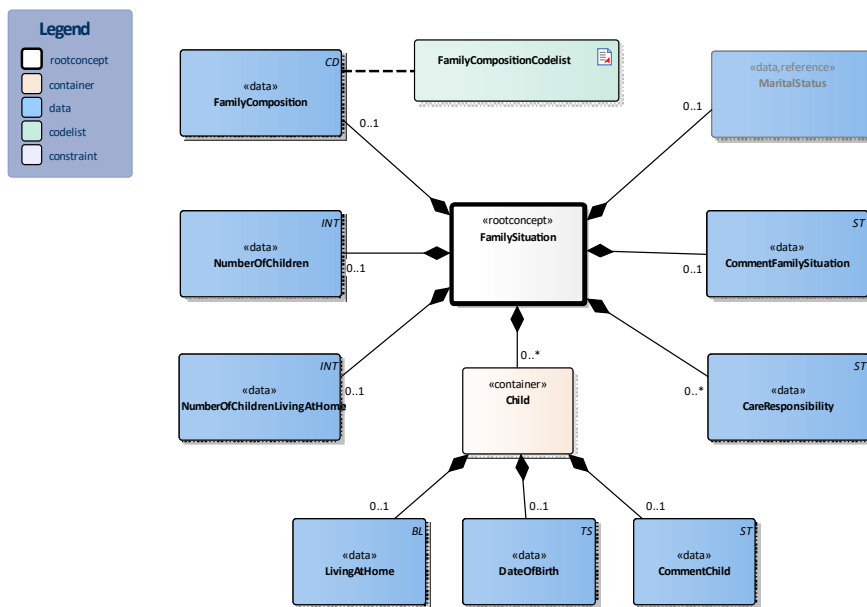 Legend
rootconcept
container
data
codelist
constraint
CD
«data»
FamilyComposition
FamilyCompositionCodelist
«data,reference»
MaritalStatus
0..1
0..1
INT
«data»
NumberOfChildren
0..1
«rootconcept»
FamilySituation
ST
«data»
CommentFamilySituation
0..1
INT
«data»
NumberOfChildrenLivingAtHome
0..1
0..*
«container»
Child
ST
«data»
CareResponsibility
0..*
0..1
0..1
0..1
BL
«data»
LivingAtHome
TS
«data»
DateOfBirth
ST
«data»
CommentChild